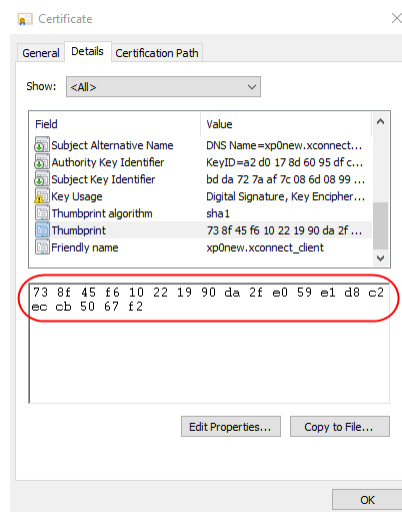 Certificate
General Details Certification Path
Show: <All>
Field Value
Subject Alternative Name DNS Name=xp0new.xconnect...
Authority Key Identifier KeyID=a2 d0 17 8d 60 95 df c...
Subject Key Identifier bd da 72 7a af 7c 08 6d 08 99 ...
Key Usage Digital Signature, Key Encipher...
Thumbprint algorithm sha1
Thumbprint 73 8f 45 f6 10 22 19 90 da 2f ...
Friendly name xp0new.xconnect_client
73 8f 45 f6 10 22 19 90 da 2f e0 59 e1 d8 c2
ec cb 50 67 f2
Edit Properties... Copy to File...
OK